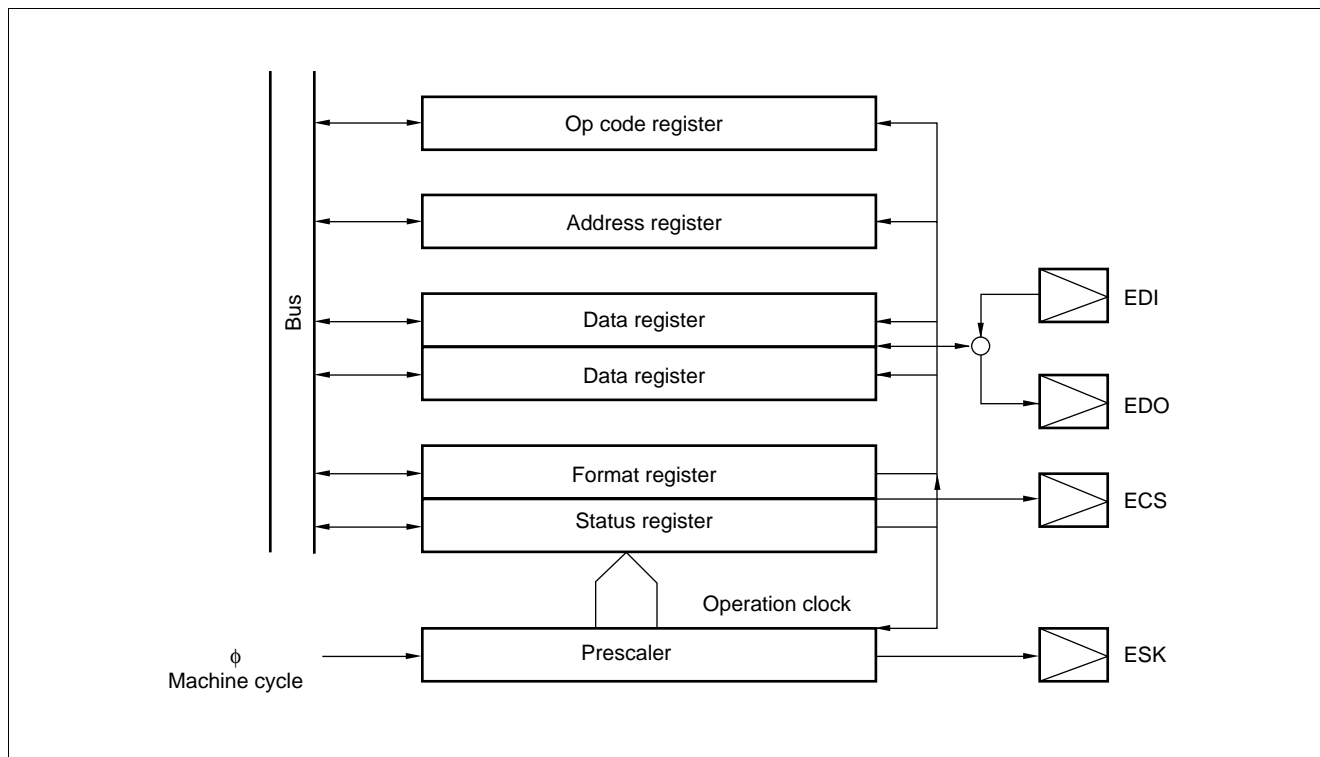 Bus
Op code register
Address register
Data register
Data register
Format register
Status register
Operation clock
Prescaler
ϕ
Machine cycle
EDI
EDO
ECS
ESK